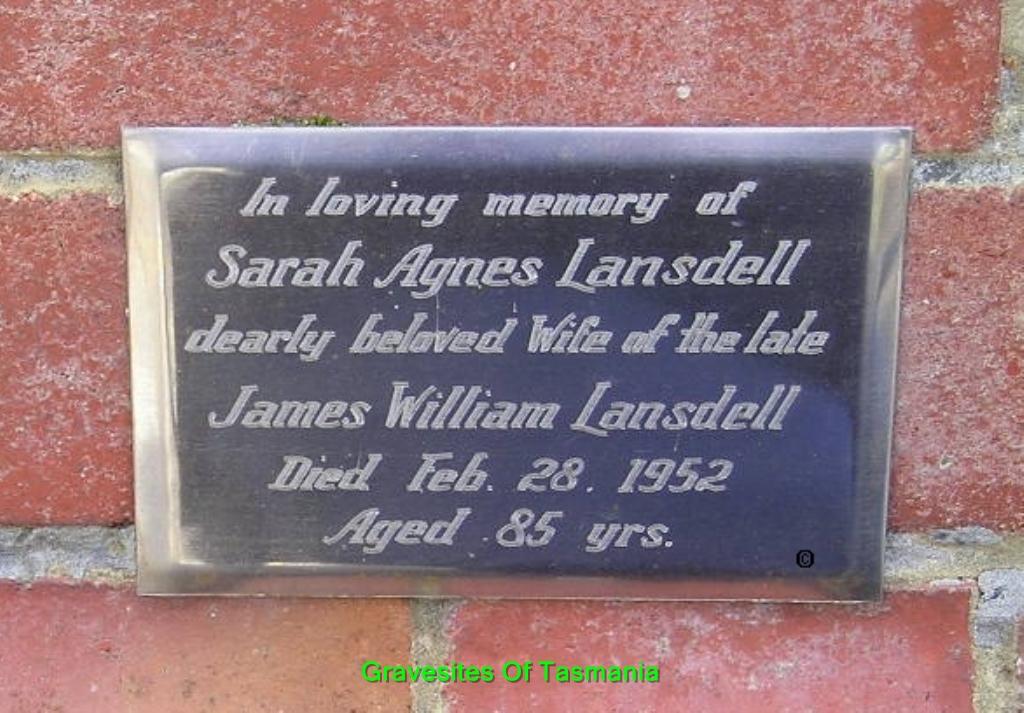 In loving memory of
Sarah Agnes Lansdell
dearly beloved Wife of the late
James William Lansdell
Died Feb. 28. 1952
Aged 85 yrs.
©
Gravesites Of Tasmania